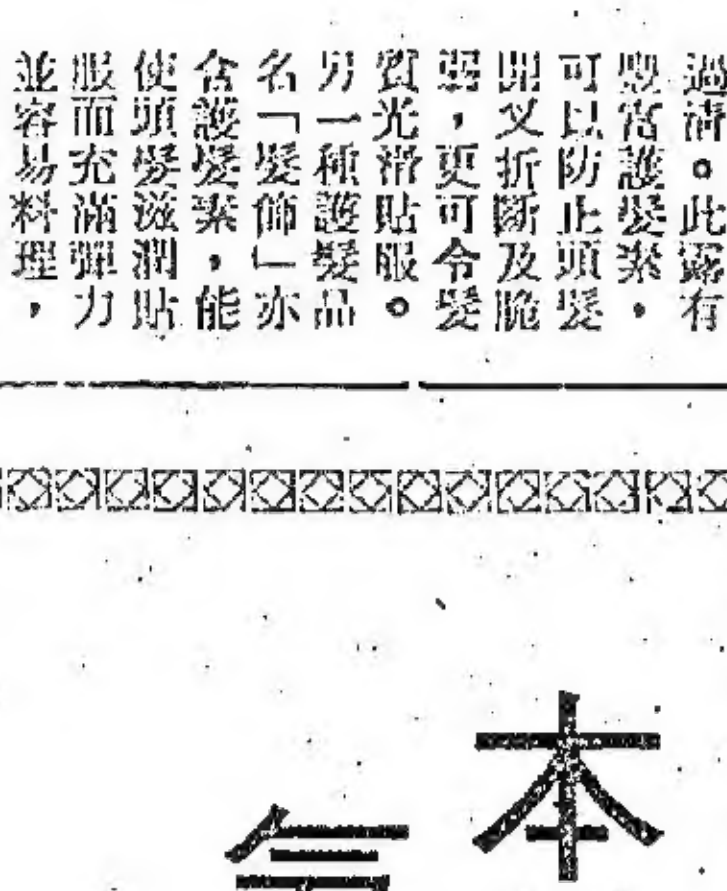 過清。此露有
豐富護髮素，
可以防止頭髮
開叉折斷及脆
弱，更可令髮
質光滑貼服。
另一種護髮品
名「髮飾」亦
含護髮素，能
使頭髮滋潤貼
服而充滿彈力
並容易料理，
本